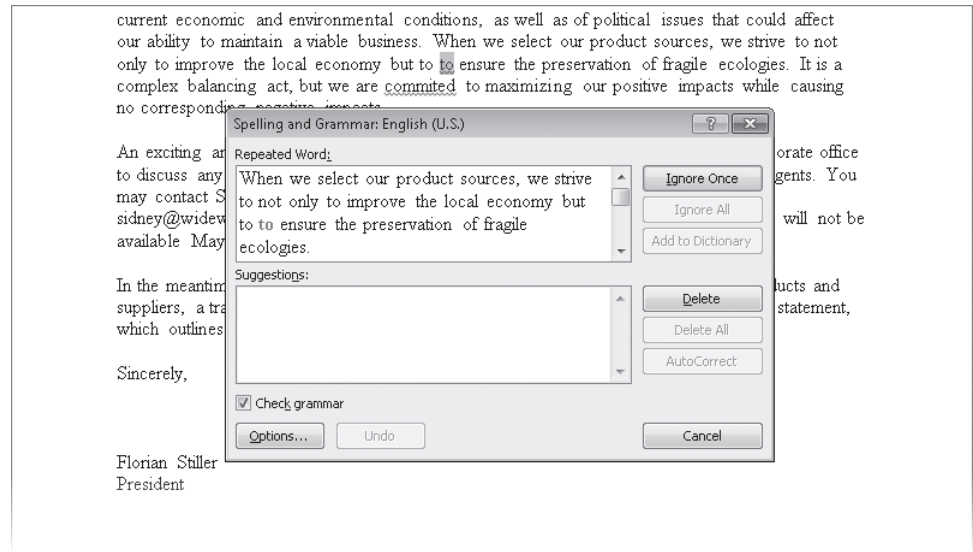 current economic and environmental conditions, as well as of political issues that could affect
our ability to maintain a viable business. When we select our product sources, we strive to not
only to improve the local economy but to to ensure the preservation of fragile ecologies. It is a
complex balancing act, but we are commited to maximizing our positive impacts while causing
no corresponding negative impacts
Spelling and Grammar: English (U.S.)
An exciting
orate office
Repeated Word:
to discuss any
gents. You
When we select our product sources, we strive
to not only to improve the local economy but
to to ensure the preservation of fragile
ecologies.
Ignore Once
Ignore All
Add to Dictionary
may contact S
sidney@widew
will not be
available May
Suggestions:
In the meantim
ucts and
suppliers, a tra
statement,
which outlines
Delete
Delete All
AutoCorrect
Sincerely,
Check grammar
Options...
Undo
Cancel
Florian Stiller
President